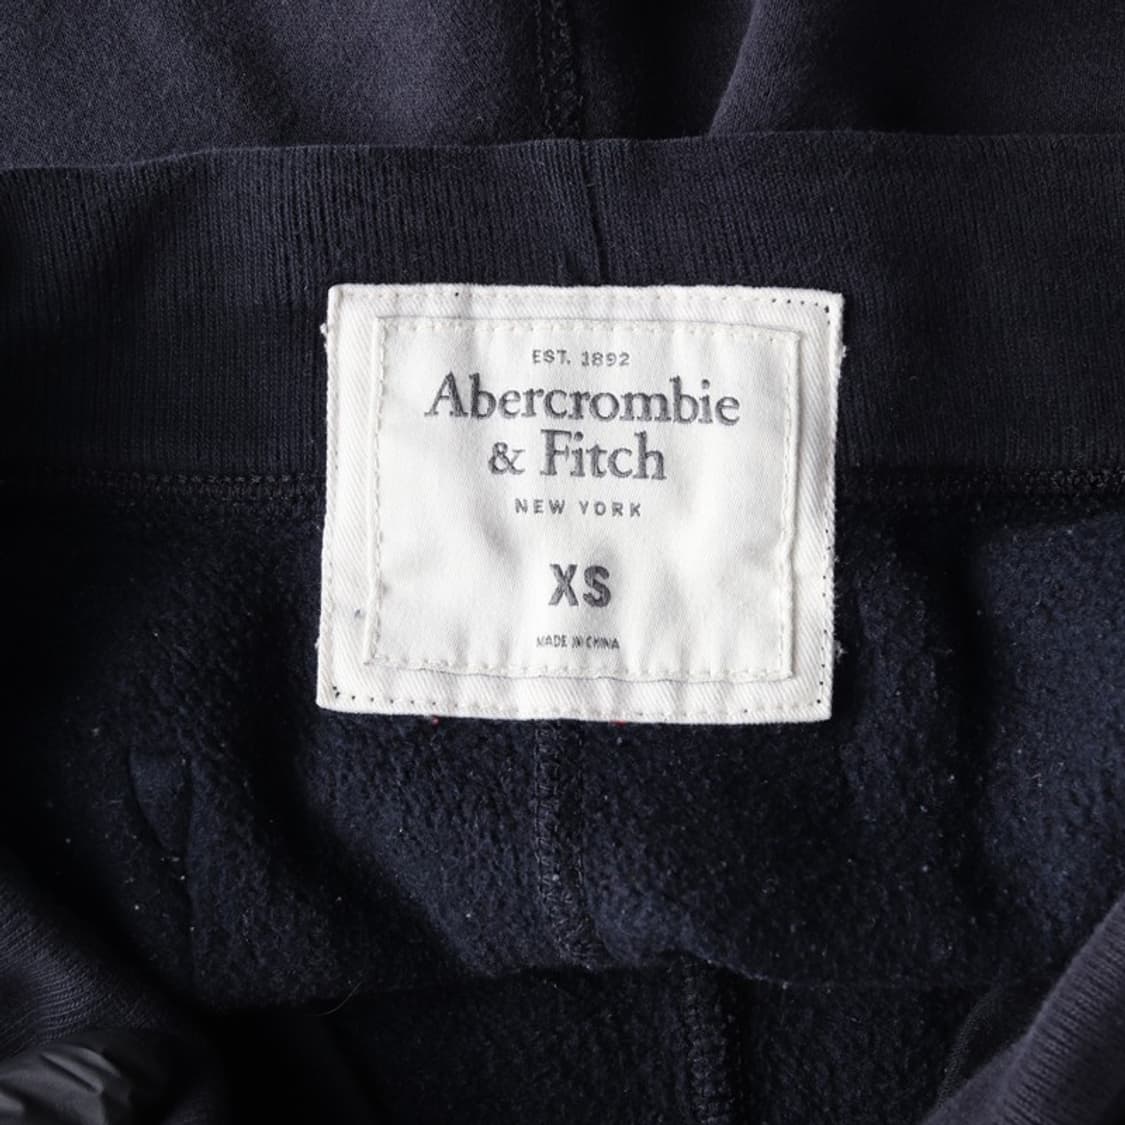 EST. 1892
Abercrombie
& Fitch
NEW YORK
XS
MADE IN CHINA